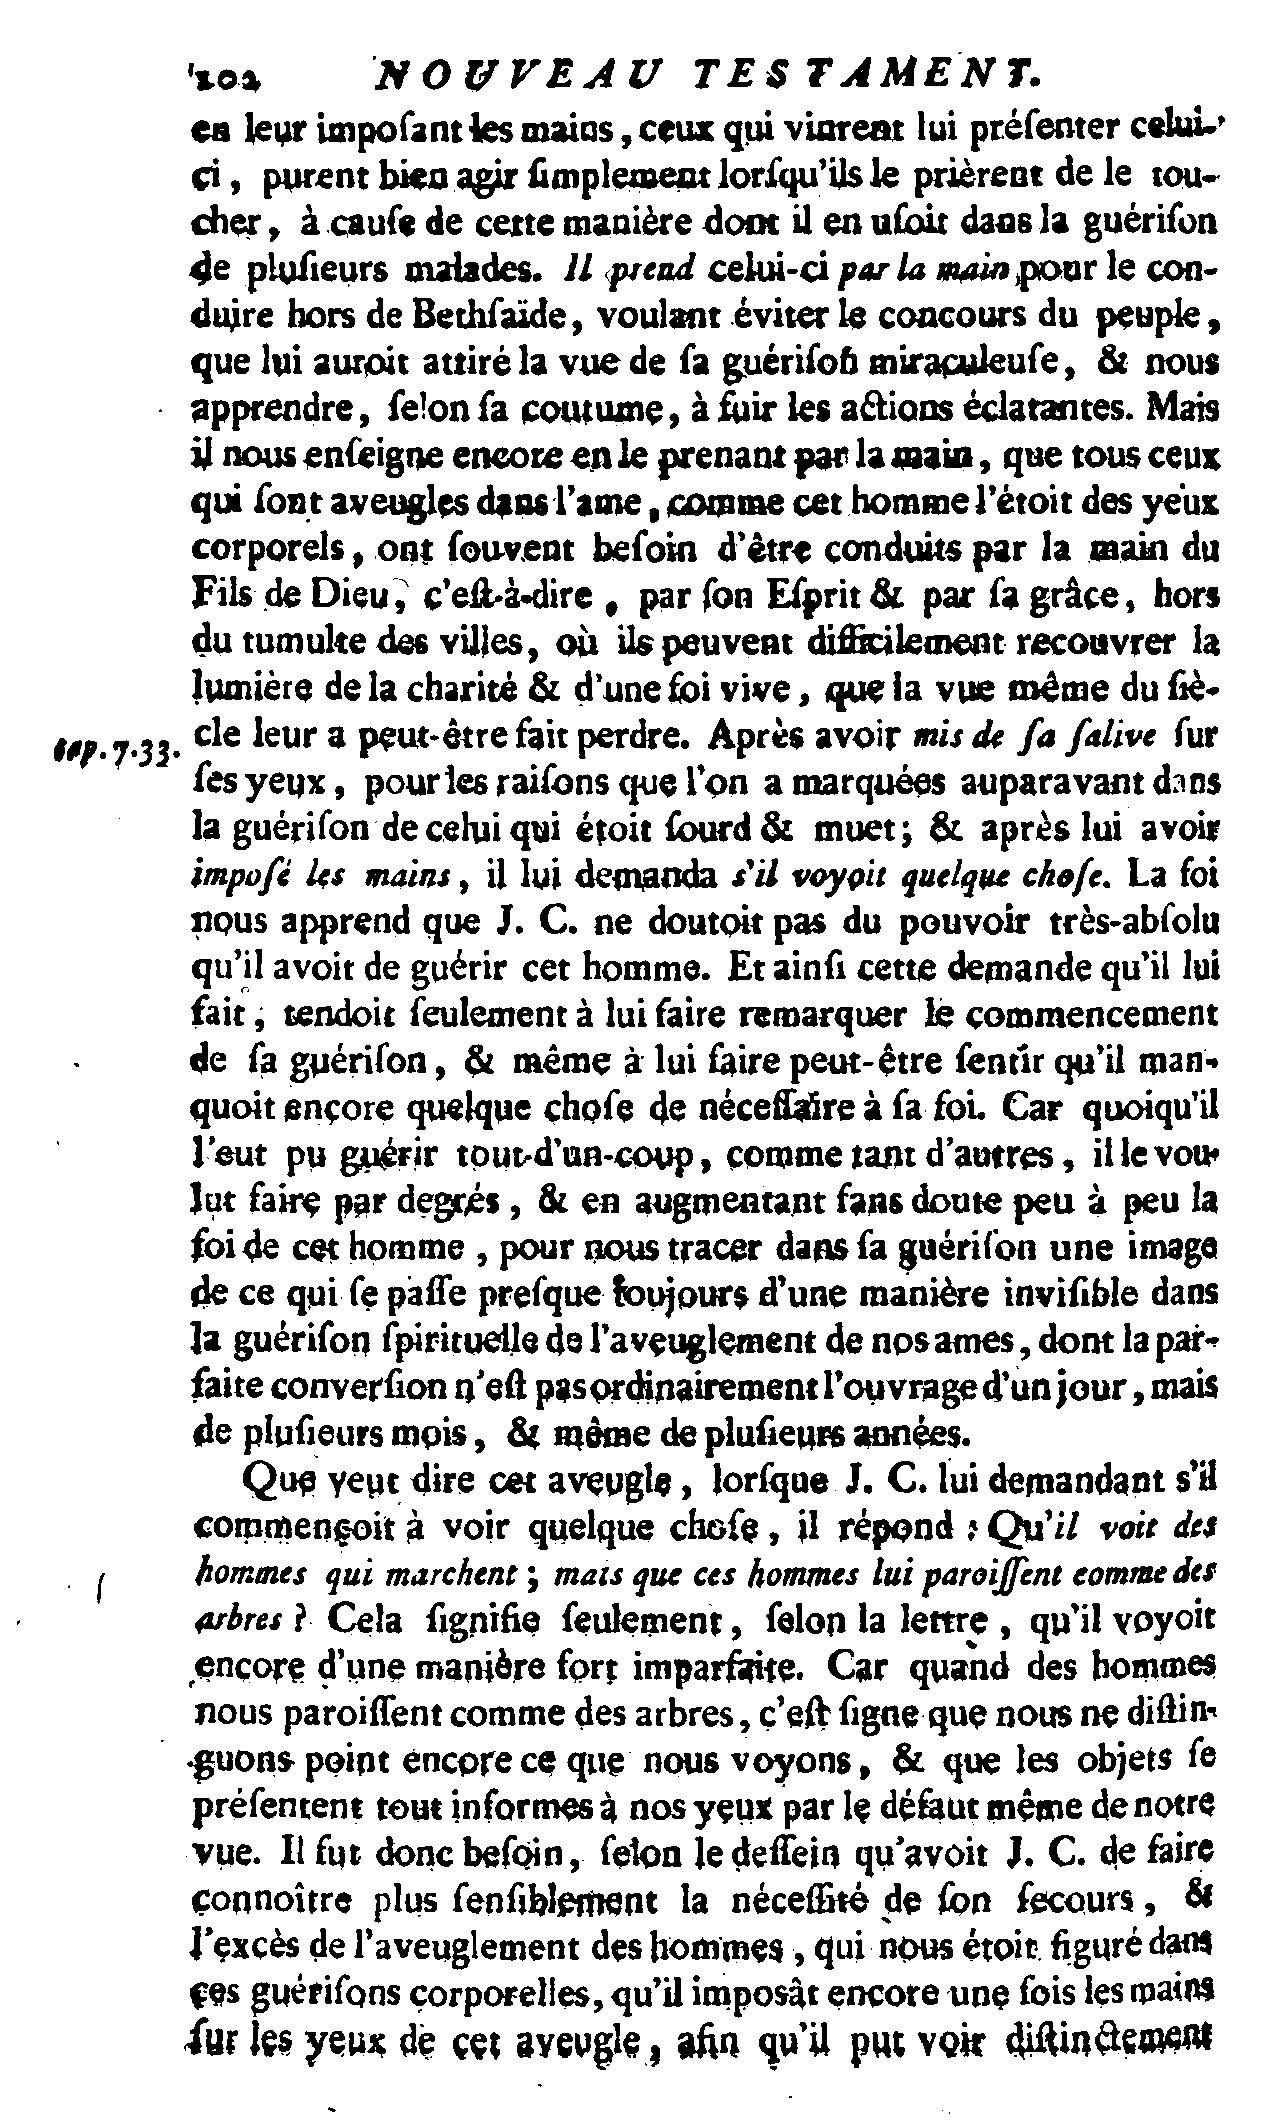 202 NOUVEAU TESTAMENT.
en leur impoſant les mains, ceux qui vinrent lui préſenter celui-
ci, purent bien agir ſimplement lorſqu'ils le prièrent de le tou-
cher, à cauſe de cette manière dont il en uſoit dans la guériſon
de pluſieurs malades. Il prend celui-ci par la main pour le con-
duire hors de Bethſaïde, voulant éviter le concours du peuple,
que lui auroit attiré la vue de ſa guériſon miraculeuſe, & nous
apprendre, ſelon ſa coutume, à fuir les actions éclatantes. Mais
il nous enſeigne encore en le prenant par la main, que tous ceux
qui ſont aveugles dans l'ame, comme cet homme l'étoit des yeux
corporels, ont ſouvent beſoin d'être conduits par la main du
Fils de Dieu, c'eſt-à-dire, par ſon Eſprit & par ſa grâce, hors
du tumulte des villes, où ils peuvent difficilement recouvrer la
lumière de la charité & d'une foi vive, que la vue même du ſiè-
cle leur a peut-être fait perdre. Après avoir mis de ſa ſalive ſur
ſup. 7. 33.
ſes yeux, pour les raiſons que l'on a marquées auparavant dans
la guériſon de celui qui étoit ſourd & muet; & après lui avoir
impoſé les mains, il lui demanda s'il voyoit quelque choſe. La foi
nous apprend que J. C. ne doutoit pas du pouvoir très-abſolu
qu'il avoit de guérir cet homme. Et ainſi cette demande qu'il lui
fait, tendoit ſeulement à lui faire remarquer le commencement
de ſa guériſon, & même à lui faire peut-être ſentir qu'il man-
quoit encore quelque choſe de néceſſaire à ſa foi. Car quoiqu'il
l'eut pu guérir tout-d'un-coup, comme tant d'autres, il le vou-
lut faire par degrés, & en augmentant ſans doute peu à peu la
foi de cet homme, pour nous tracer dans ſa guériſon une image
de ce qui ſe paſſe preſque toujours d'une manière inviſible dans
la guériſon ſpirituelle de l'aveuglement de nos ames, dont la par-
faite converſion n'eſt pas ordinairement l'ouvrage d'un jour, mais
de pluſieurs mois, & même de pluſieurs années.
Que veut dire cet aveugle, lorſque J. C. lui demandant s'il
commençoit à voir quelque choſe, il répond : Qu'il voit des
hommes qui marchent; mais que ces hommes lui paroiſſent comme des
arbres ? Cela ſignifie ſeulement, ſelon la lettre, qu'il voyoit
encore d'une manière fort imparfaite. Car quand des hommes
nous paroiſſent comme des arbres, c'eſt ſigne que nous ne diſtin-
guons point encore ce que nous voyons, & que les objets ſe
préſentent tout informes à nos yeux par le défaut même de notre
vue. Il fut donc beſoin, ſelon le deſſein qu'avoit J. C. de faire
connoître plus ſenſiblement la néceſſité de ſon ſecours, &
l'excès de l'aveuglement des hommes, qui nous étoit figuré dans
ces guériſons corporelles, qu'il imposât encore une fois les mains
ſur les yeux de cet aveugle, afin qu'il put voir diſtinctement